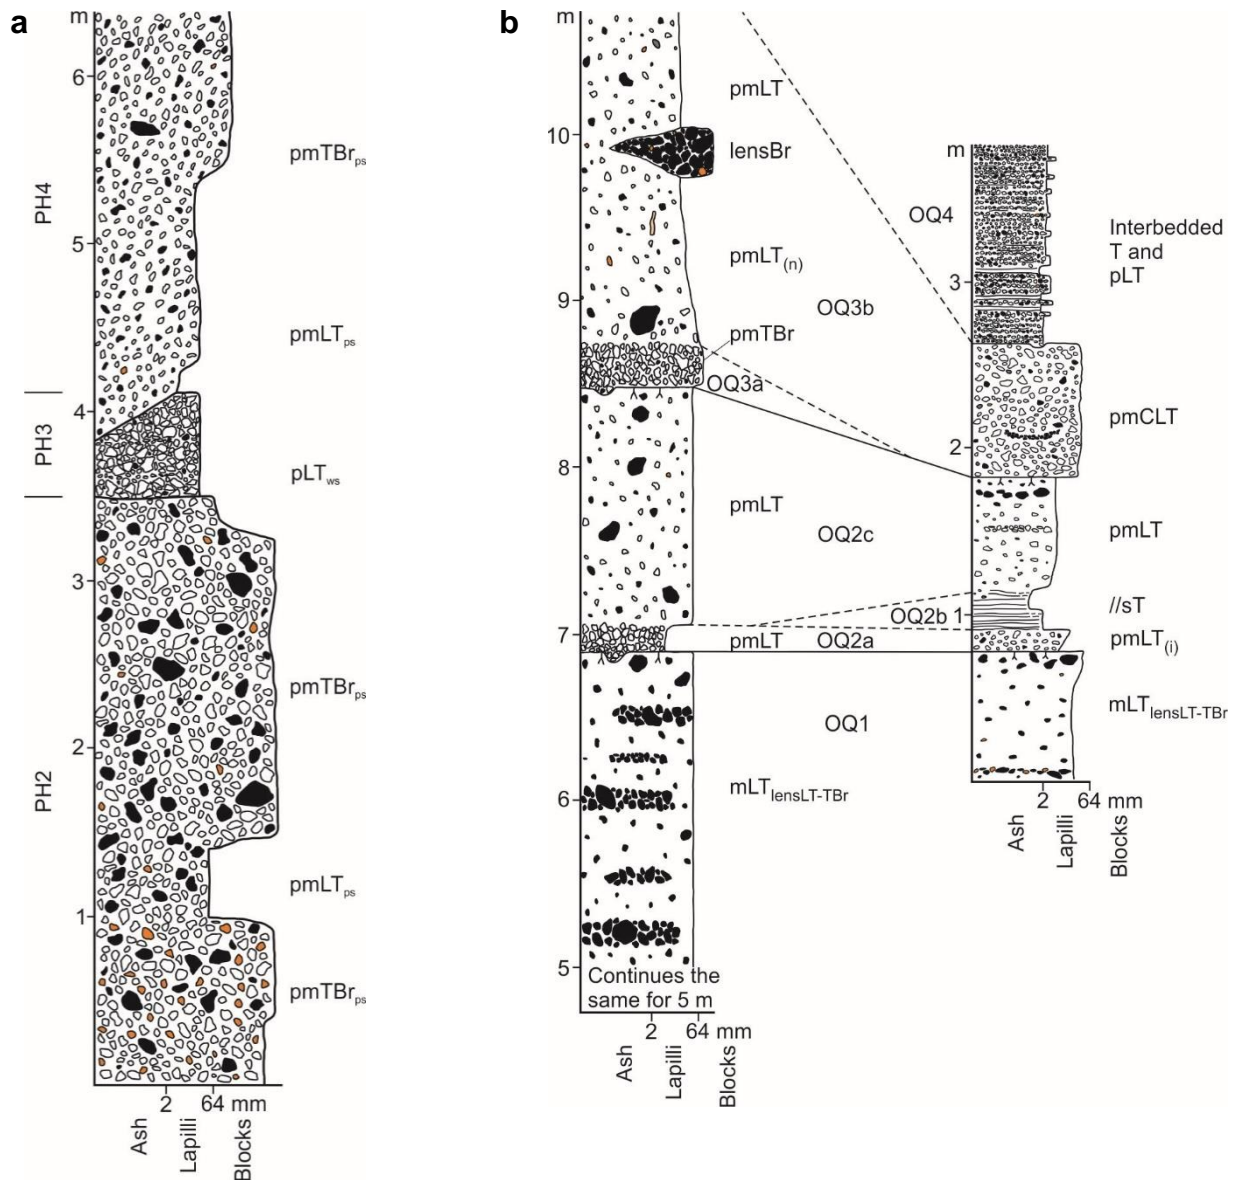 a
m
6
5
4
3
2
1
PH4
PH3
PH2
pmTBrps
pmLTps
pLTws
pmTBrps
pmLTps
pmTBrps
2 64 mm
Ash
Lapilli
Blocks
b
m
10
9
8
7
6
5
pmLT
lensBr
pmLT(n)
OQ3b
pmTBr
OQ3a
pmLT
OQ2c
pmLT OQ2a
OQ1
mLTlensLT-TBr
Continues the
same for 5 m
2 64 mm
Ash
Lapilli
Blocks
m
OQ4
3
2
OQ2b 1
Interbedded
T and
pLT
pmCLT
pmLT
//sT
pmLT(i)
mLTlensLT-TBr
2 64 mm
Ash
Lapilli
Blocks